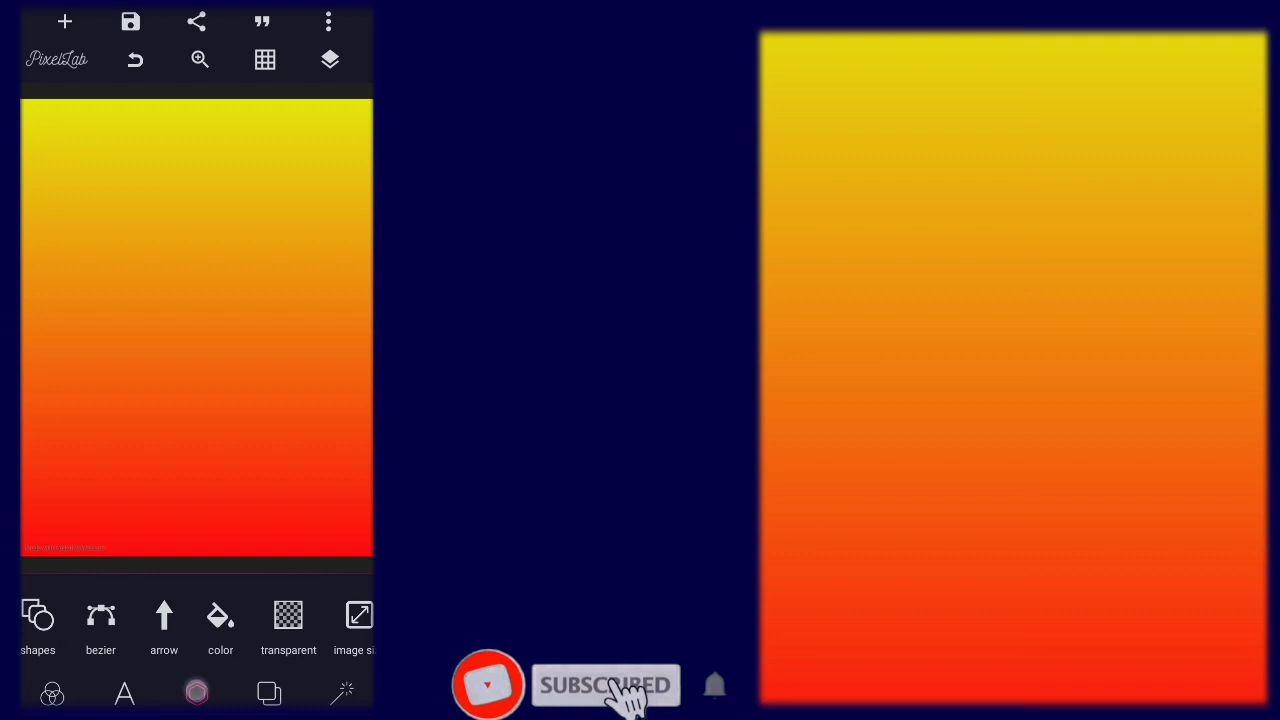 PixelLab
shapes
bezier
arrow
color
transparent
image si
SUBSCRIBED